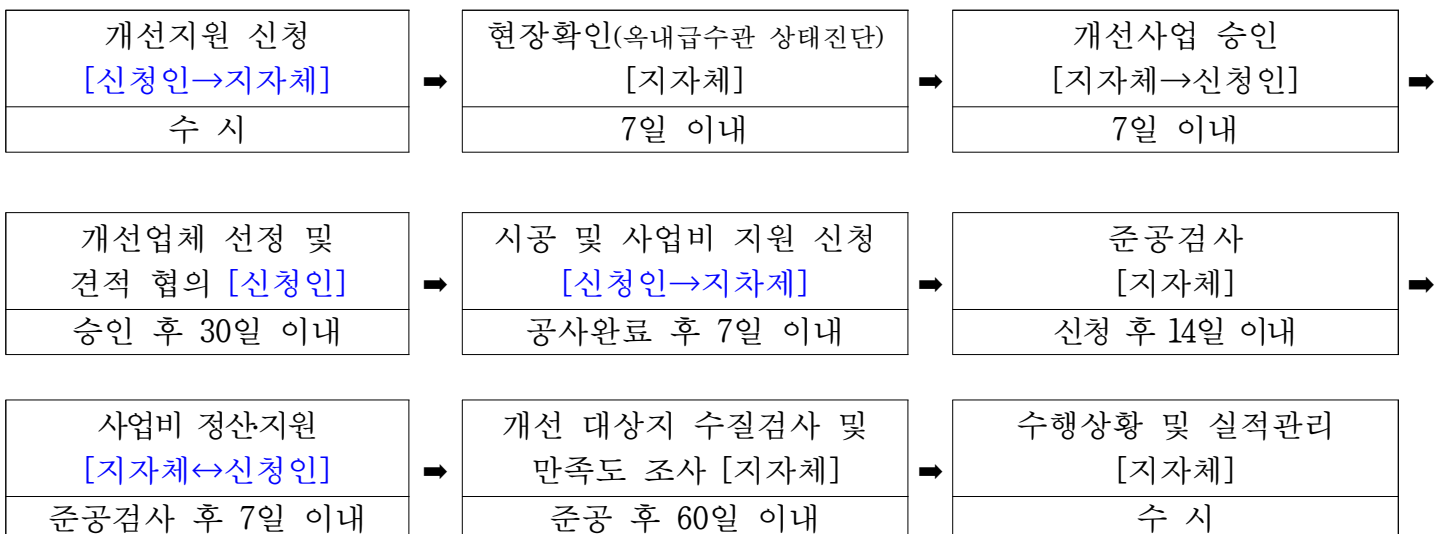 개선지원 신청
[신청인→지자체]
수 시
➡
현장확인(옥내급수관 상태진단)
[지자체]
7일 이내
➡
개선사업 승인
[지자체→신청인]
7일 이내
➡
개선업체 선정 및
견적 협의 [신청인]
승인 후 30일 이내
➡
시공 및 사업비 지원 신청
[신청인→지차제]
공사완료 후 7일 이내
➡
준공검사
[지자체]
신청 후 14일 이내
➡
사업비 정산·지원
[지자체↔신청인]
준공검사 후 7일 이내
➡
개선 대상지 수질검사 및
만족도 조사 [지자체]
준공 후 60일 이내
➡
수행상황 및 실적관리
[지자체]
수 시